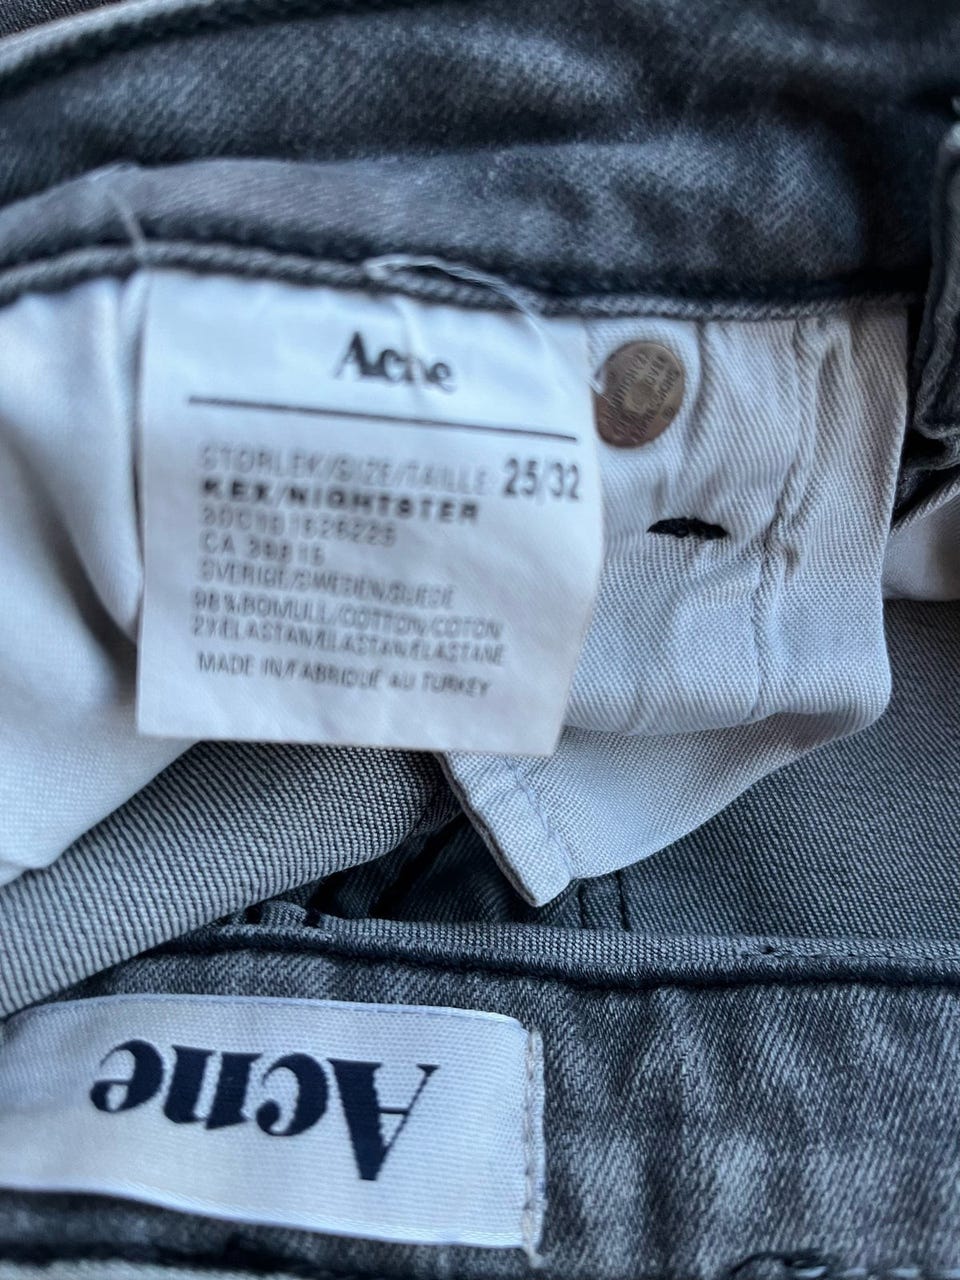 Acne
STORLEK/SIZE/TAILLE 25/32
KEX/NIGHTSTER
CA 39815
SVERIGE/SWEDEN/SUEDE
98%BOMULL/COTTON/COTON
2%ELASTAN/ELASTAN/ELASTANE
MADE IN/FABRIQUÉ AU TURKEY
Acne